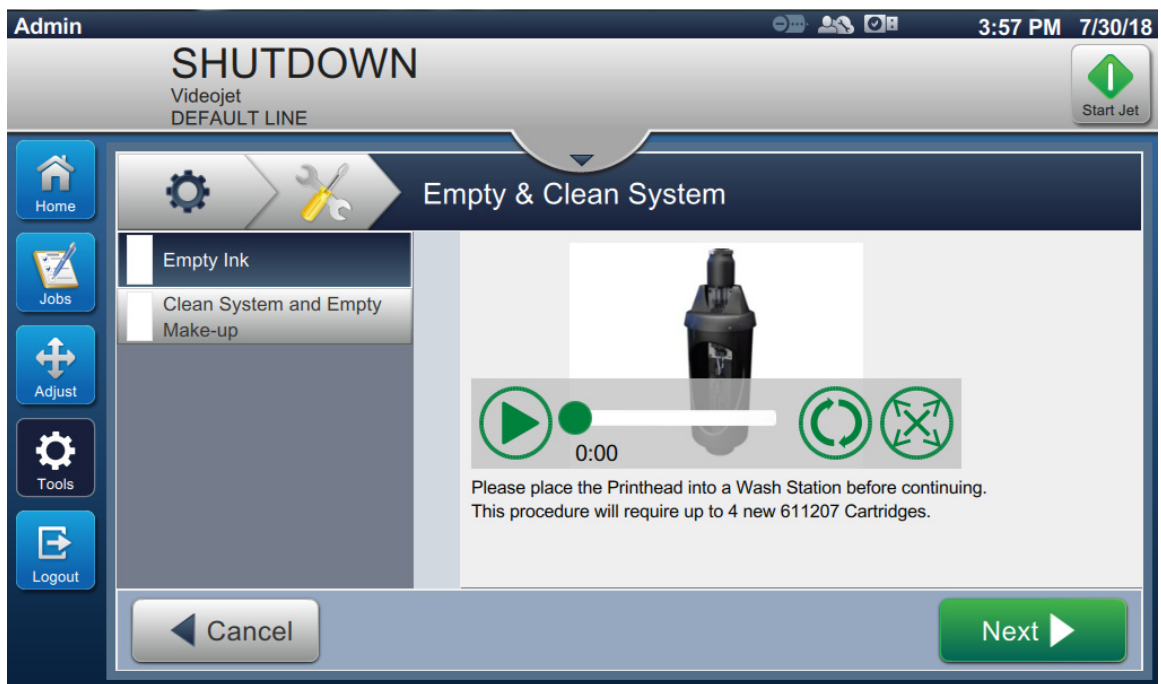 Admin
3:57 PM 7/30/18
SHUTDOWN
Videojet
DEFAULT LINE
Start Jet
Home
Jobs
Adjust
Tools
Logout
Empty & Clean System
Empty Ink
Clean System and Empty
Make-up
0:00
Please place the Printhead into a Wash Station before continuing.
This procedure will require up to 4 new 611207 Cartridges.
Cancel
Next